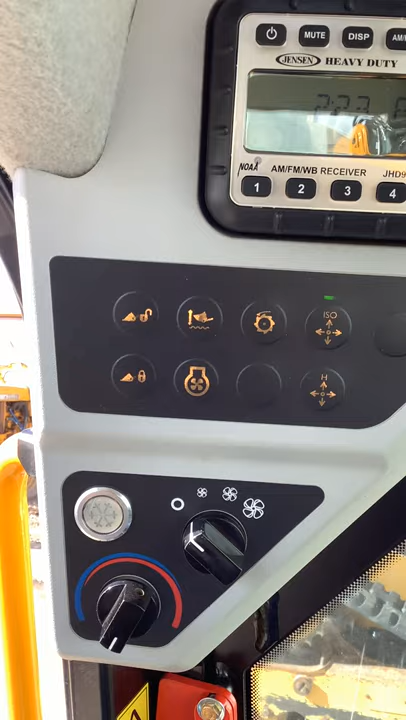 MUTE DISP
JENSEN HEAVY DUTY
NOAA AM/FM/WB RECEIVER
1 2 3 4
ISO
H